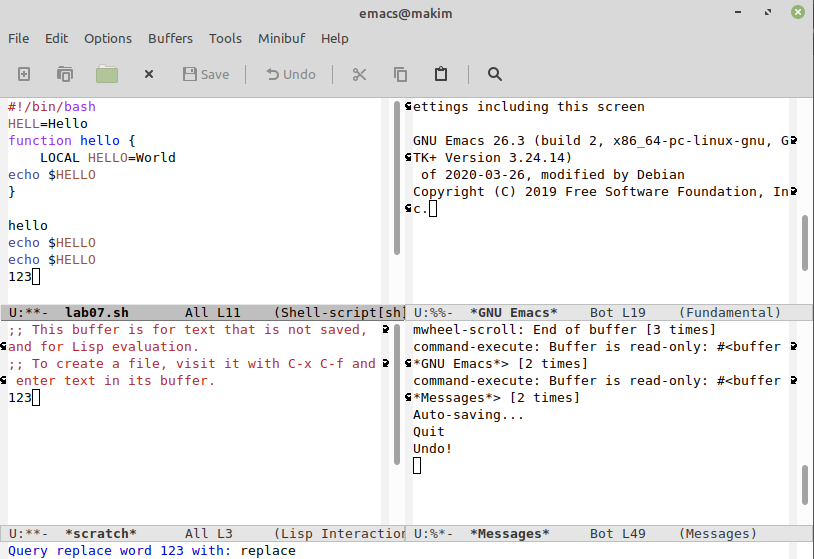 emacs@makim
File Edit Options Buffers Tools Minibuf Help
Save Undo
#!/bin/bash
HELL=Hello
function hello {
    LOCAL HELLO=World
echo $HELLO
}

hello
echo $HELLO
echo $HELLO
123
U:**-  lab07.sh       All L11    (Shell-script[sh]
ettings including this screen

GNU Emacs 26.3 (build 2, x86_64-pc-linux-gnu, G
TK+ Version 3.24.14)
 of 2020-03-26, modified by Debian
Copyright (C) 2019 Free Software Foundation, In
c.
U:%%-  *GNU Emacs*    Bot L19    (Fundamental)
;; This buffer is for text that is not saved,
and for Lisp evaluation.
;; To create a file, visit it with C-x C-f and
 enter text in its buffer.
123
U:**-  *scratch*      All L3     (Lisp Interaction
mwheel-scroll: End of buffer [3 times]
command-execute: Buffer is read-only: #<buffer
*GNU Emacs*> [2 times]
command-execute: Buffer is read-only: #<buffer
*Messages*> [2 times]
Auto-saving...
Quit
Undo!
U:%*-  *Messages*     Bot L49    (Messages)
Query replace word 123 with: replace